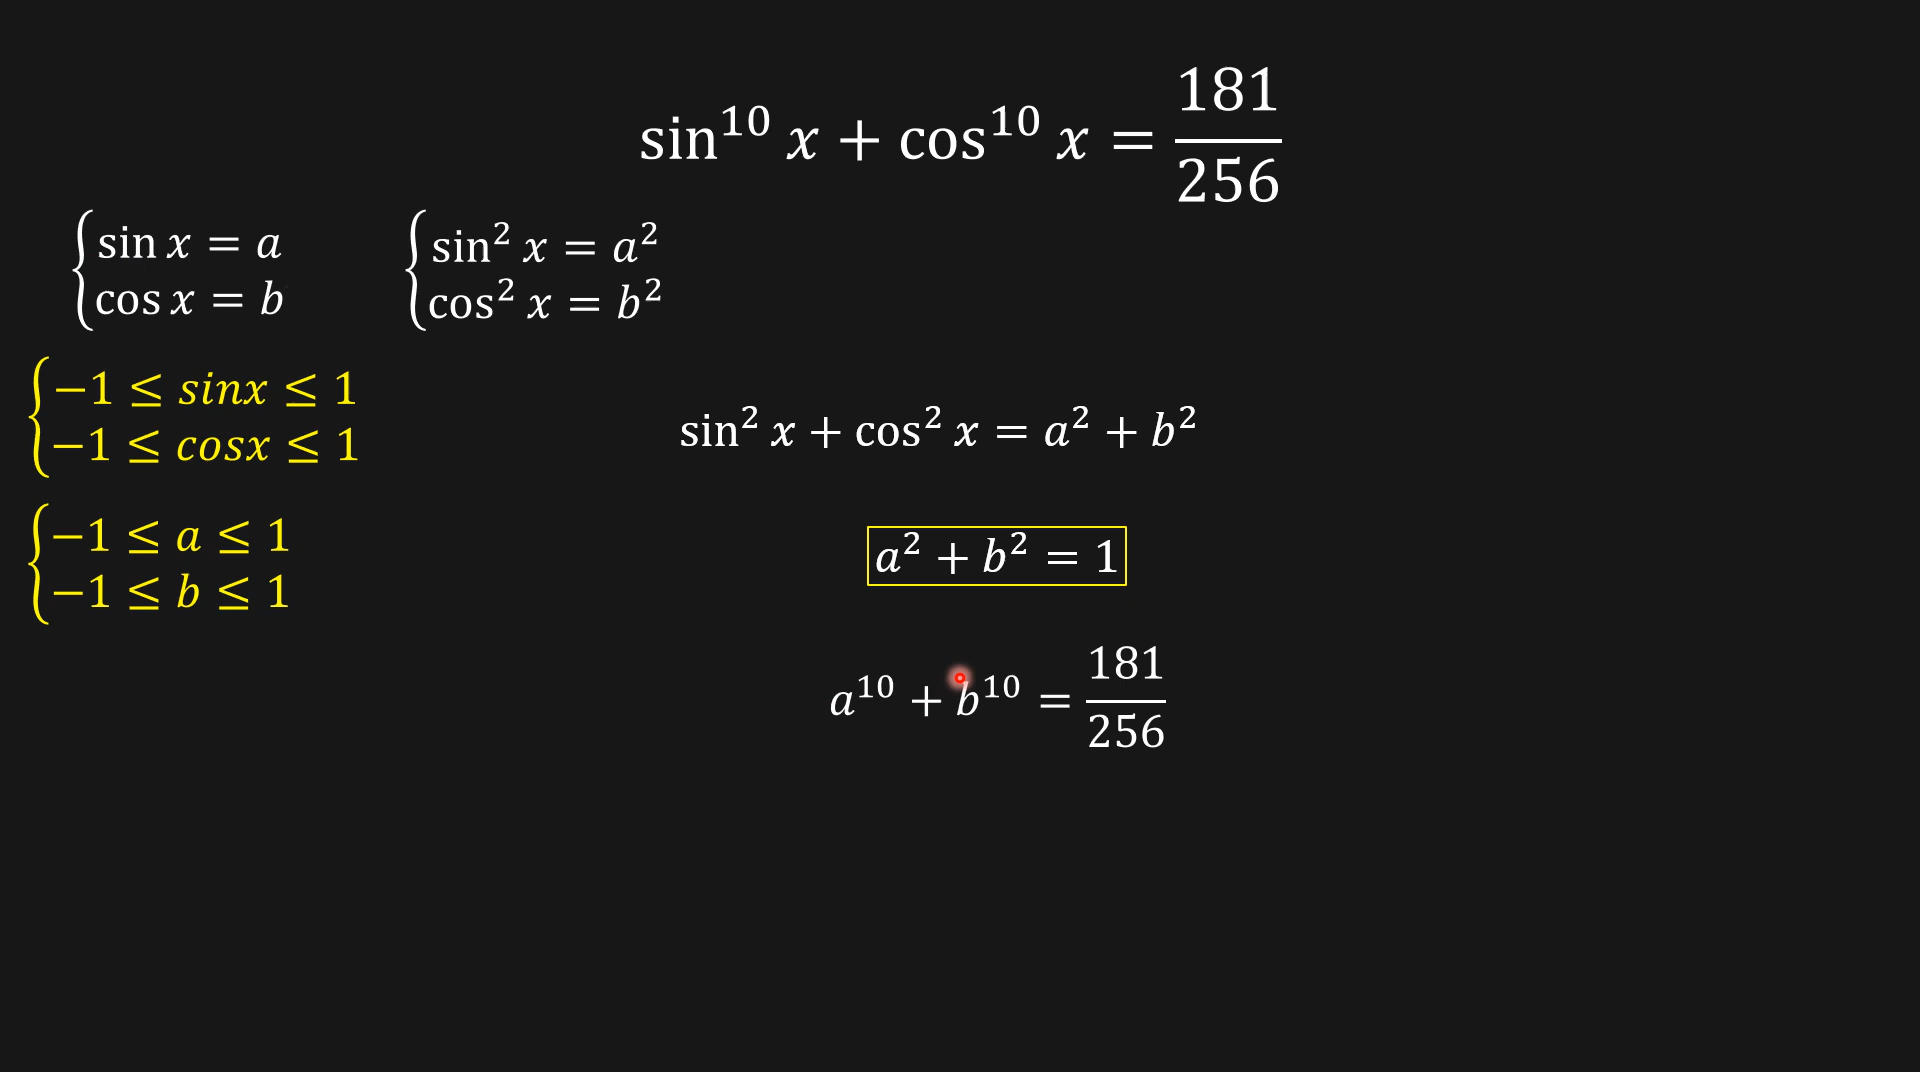 sin¹⁰ x + cos¹⁰ x = 181/256
{sin x = a
cos x = b
{sin² x = a²
cos² x = b²
{−1 ≤ sinx ≤ 1
−1 ≤ cosx ≤ 1
sin² x + cos² x = a² + b²
{−1 ≤ a ≤ 1
−1 ≤ b ≤ 1
a² + b² = 1
a¹⁰ + b¹⁰ = 181/256